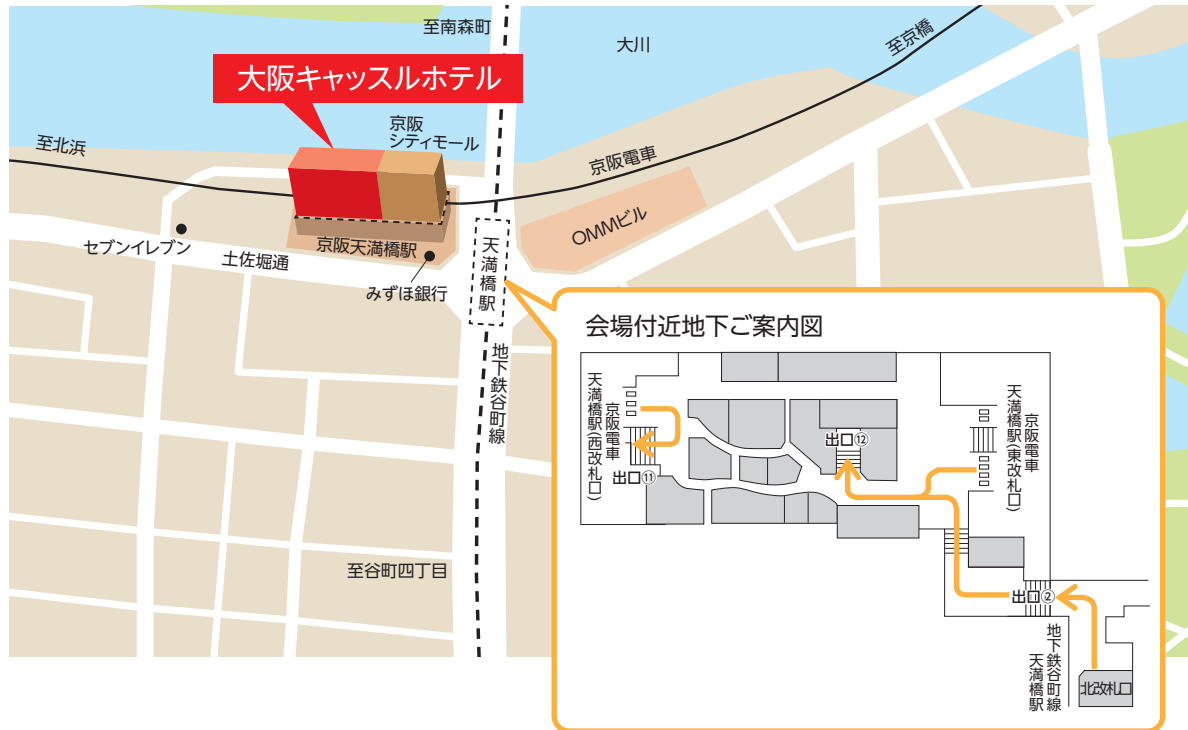 至南森町
大川
至京橋
大阪キャッスルホテル
京阪
シティモール
至北浜
京阪電車
OMMビル
セブンイレブン
土佐堀通
京阪天満橋駅
みずほ銀行
天満橋駅
地下鉄谷町線
至谷町四丁目
会場付近地下ご案内図
京阪電車
天満橋駅(西改札口)
出口⑪
出口⑫
京阪電車
天満橋駅(東改札口)
出口②
地下鉄谷町線
天満橋駅
北改札口